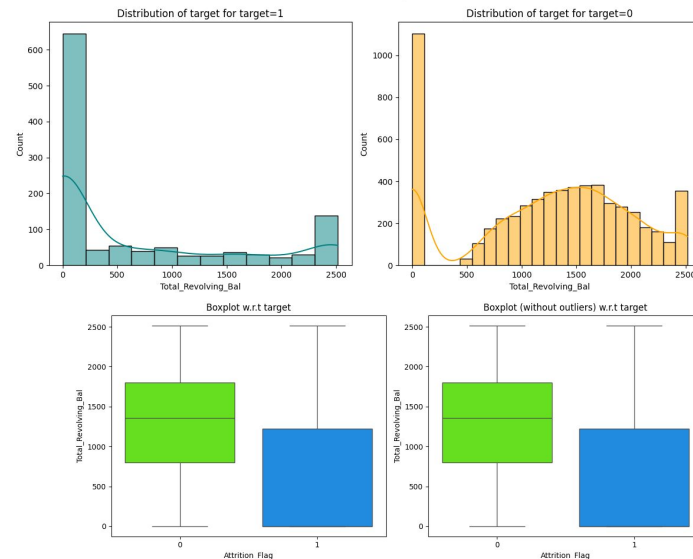 Distribution of target for target=1
Distribution of target for target=0
Count
600
500
400
300
200
100
0
0 500 1000 1500 2000 2500
Total_Revolving_Bal
Count
1000
800
600
400
200
0
0 500 1000 1500 2000 2500
Total_Revolving_Bal
Boxplot w.r.t target
Total_Revolving_Bal
2500
2000
1500
1000
500
0
0 1
Attrition_Flag
Boxplot (without outliers) w.r.t target
Total_Revolving_Bal
2500
2000
1500
1000
500
0
0 1
Attrition_Flag